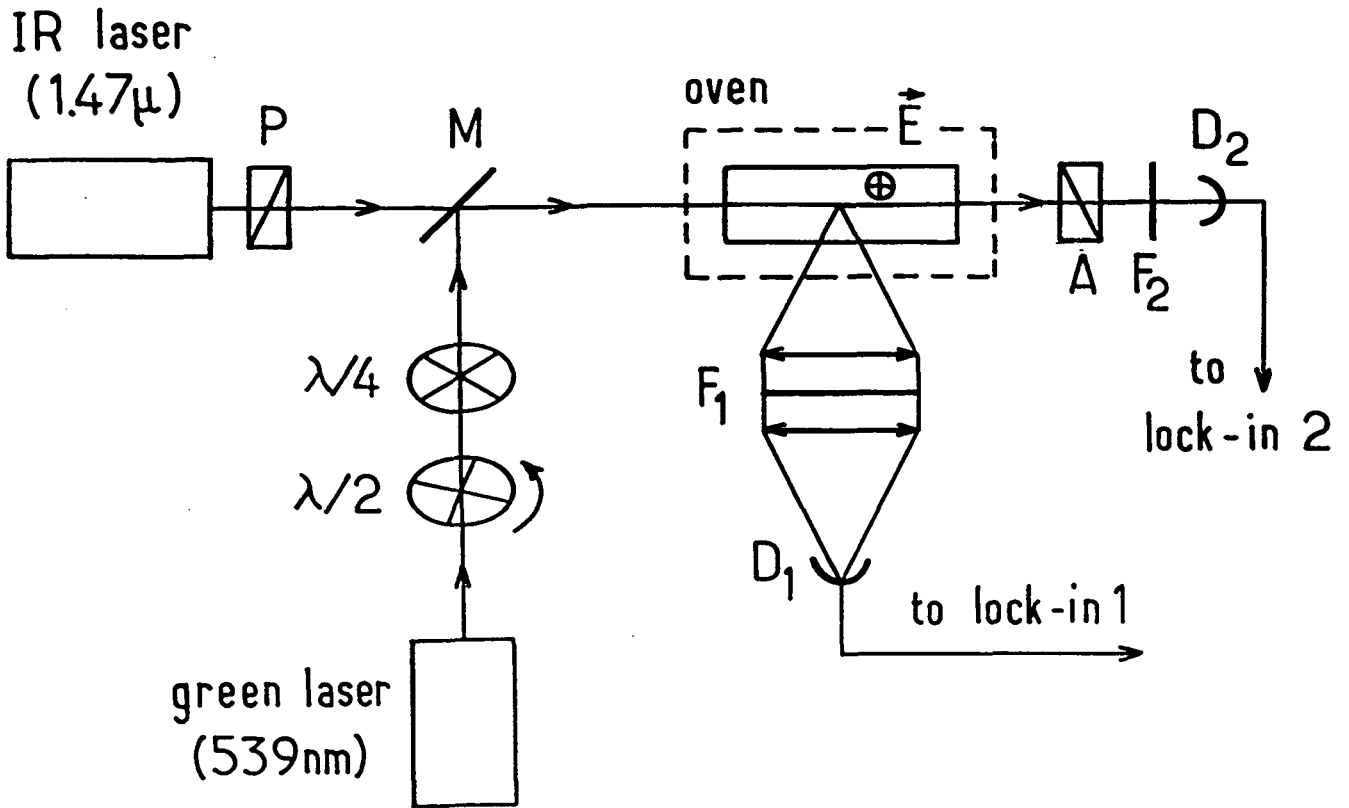 IR laser
(1.47μ)
P
M
oven
E
D2
A
F2
λ/4
F1
to
lock-in 2
λ/2
D1
to lock-in 1
green laser
(539nm)